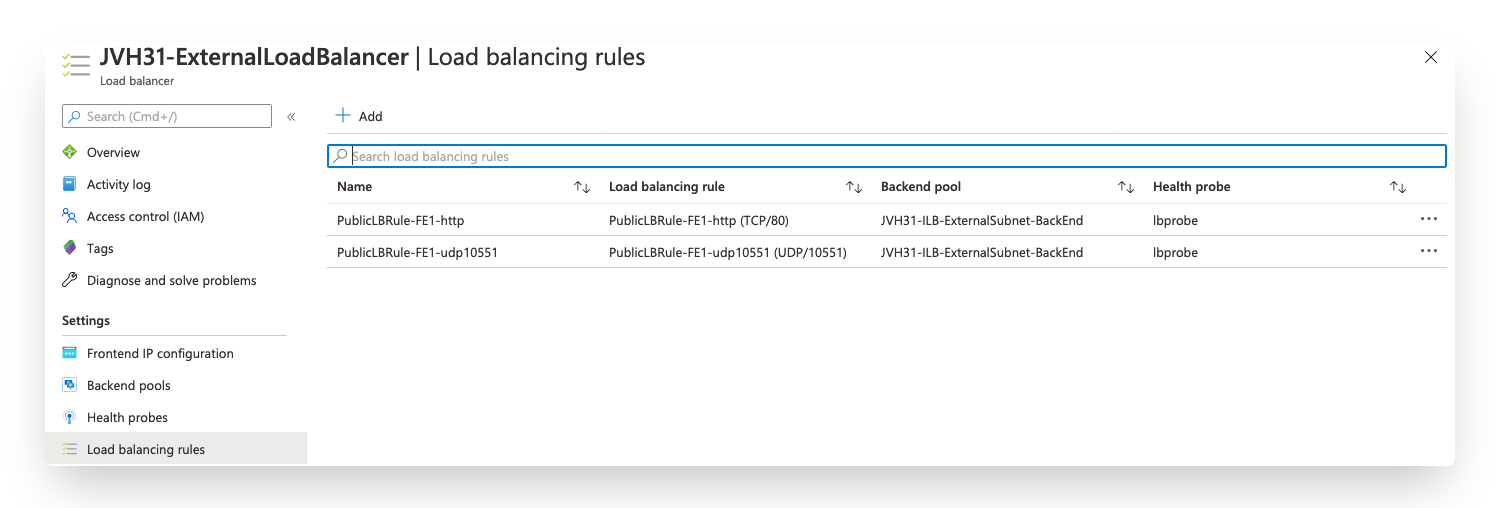 JVH31-ExternalLoadBalancer | Load balancing rules
Load balancer
Search (Cmd+/)
«
Overview
Activity log
Access control (IAM)
Tags
Diagnose and solve problems
Settings
Frontend IP configuration
Backend pools
Health probes
Load balancing rules
Add
Search load balancing rules
Name Load balancing rule Backend pool Health probe
PublicLBRule-FE1-http PublicLBRule-FE1-http (TCP/80) JVH31-ILB-ExternalSubnet-BackEnd lbprobe ...
PublicLBRule-FE1-udp10551 PublicLBRule-FE1-udp10551 (UDP/10551) JVH31-ILB-ExternalSubnet-BackEnd lbprobe ...